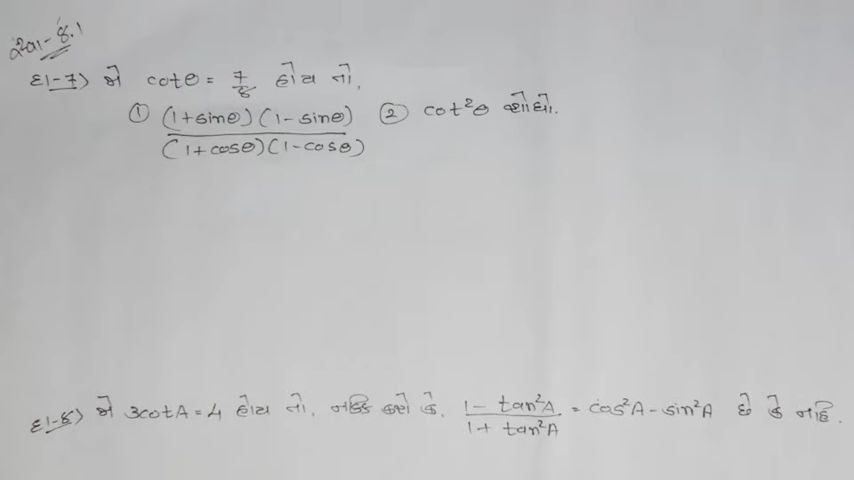 સ્વા-8.1
દા-7) જો cotθ = 7/8 હોય તો,
① (1+sinθ)(1-sinθ) / (1+cosθ)(1-cosθ) ② cot²θ શોધો.
દા-8) જો 3cotA = 4 હોય તો, નક્કિ કરો કે, 1 - tan²A / 1 + tan²A = cos²A - sin²A છે કે નહિ.